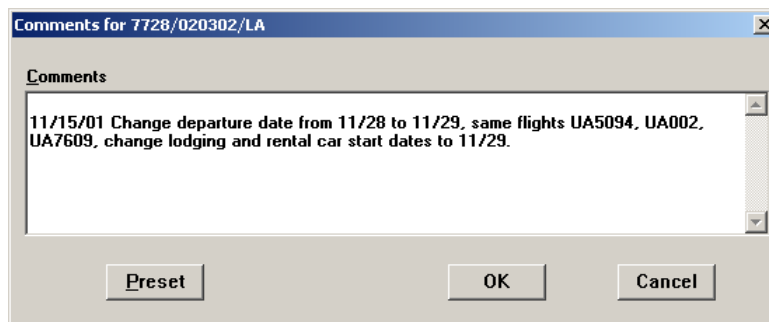 Comments for 7728/020302/LA
Comments
11/15/01 Change departure date from 11/28 to 11/29, same flights UA5094, UA002,
UA7609, change lodging and rental car start dates to 11/29.
Preset OK Cancel